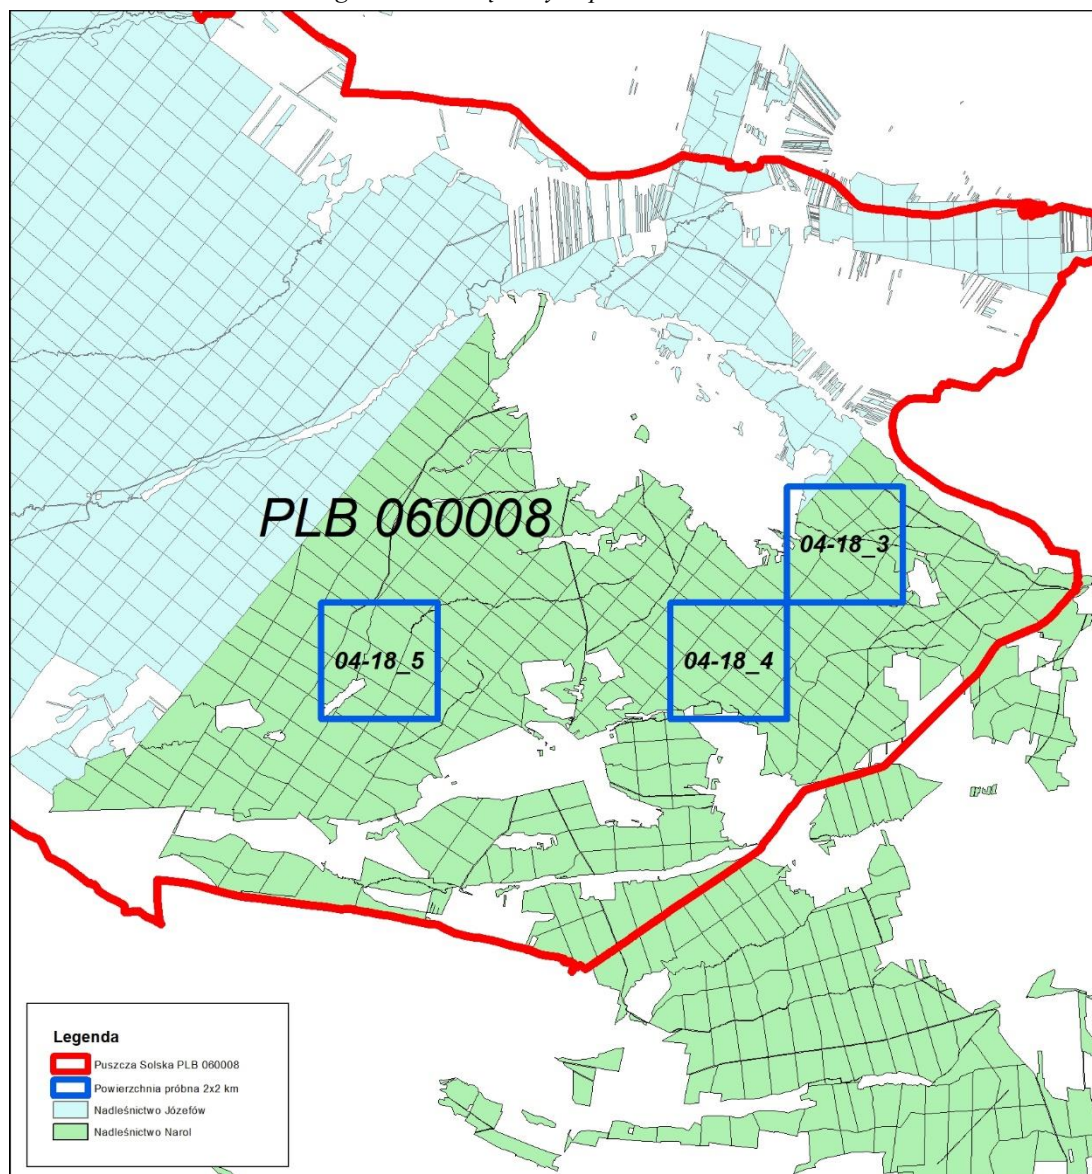 PLB 060008
04-18_3
04-18_5
04-18_4
Legenda
Puszcza Solska PLB 060008
Powierzchnia próbna 2x2 km
Nadleśnictwo Józefów
Nadleśnictwo Narol